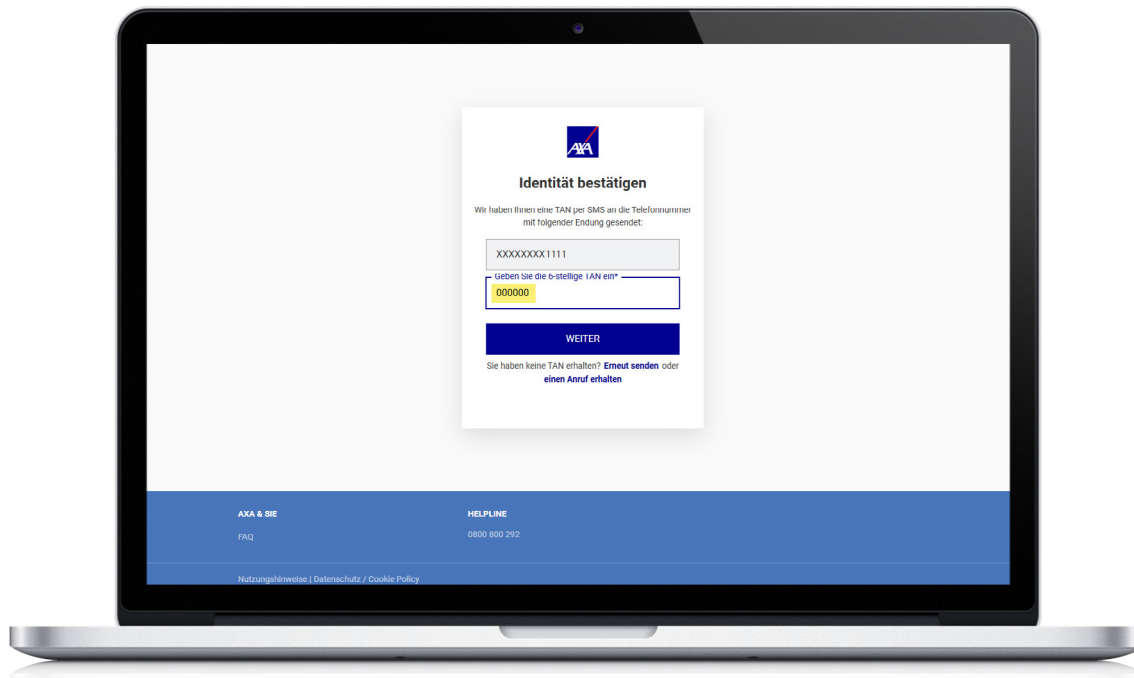 AXA
Identität bestätigen
Wir haben Ihnen eine TAN per SMS an die Telefonnummer
mit folgender Endung gesendet:
XXXXXXXX1111
Geben Sie die 6-stellige TAN ein*
000000
WEITER
Sie haben keine TAN erhalten? Erneut senden oder
einen Anruf erhalten
AXA & SIE
HELPLINE
FAQ
0800 800 292
Nutzungshinweise | Datenschutz / Cookie Policy